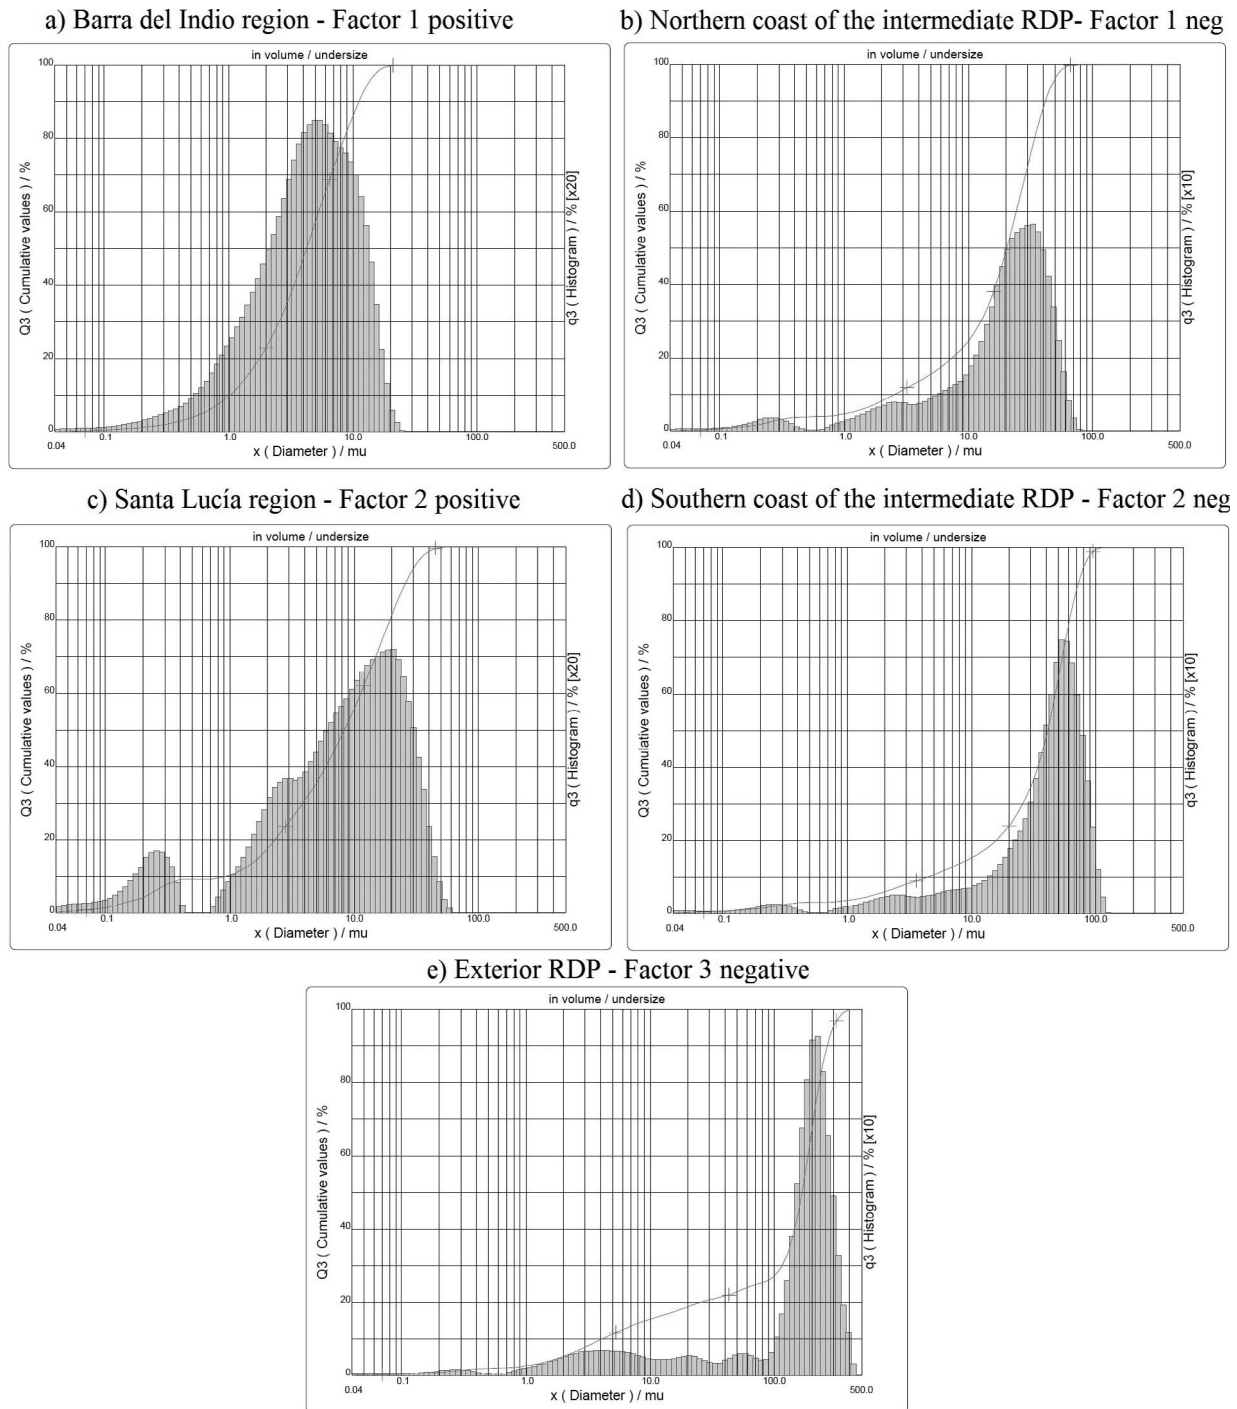 a) Barra del Indio region - Factor 1 positive
in volume / undersize
100
80
60
40
20
0
Q3 ( Cumulative values ) / %
q3 ( Histogram ) / % [x20]
0.04 0.1 1.0 10.0 100.0 500.0
x ( Diameter ) / mu
b) Northern coast of the intermediate RDP- Factor 1 neg
in volume / undersize
100
80
60
40
20
0
Q3 ( Cumulative values ) / %
q3 ( Histogram ) / % [x10]
0.04 0.1 1.0 10.0 100.0 500.0
x ( Diameter ) / mu
c) Santa Lucía region - Factor 2 positive
in volume / undersize
100
80
60
40
20
0
Q3 ( Cumulative values ) / %
q3 ( Histogram ) / % [x20]
0.04 0.1 1.0 10.0 100.0 500.0
x ( Diameter ) / mu
d) Southern coast of the intermediate RDP - Factor 2 neg
in volume / undersize
100
80
60
40
20
0
Q3 ( Cumulative values ) / %
q3 ( Histogram ) / % [x10]
0.04 0.1 1.0 10.0 100.0 500.0
x ( Diameter ) / mu
e) Exterior RDP - Factor 3 negative
in volume / undersize
100
80
60
40
20
0
Q3 ( Cumulative values ) / %
q3 ( Histogram ) / % [x10]
0.04 0.1 1.0 10.0 100.0 500.0
x ( Diameter ) / mu